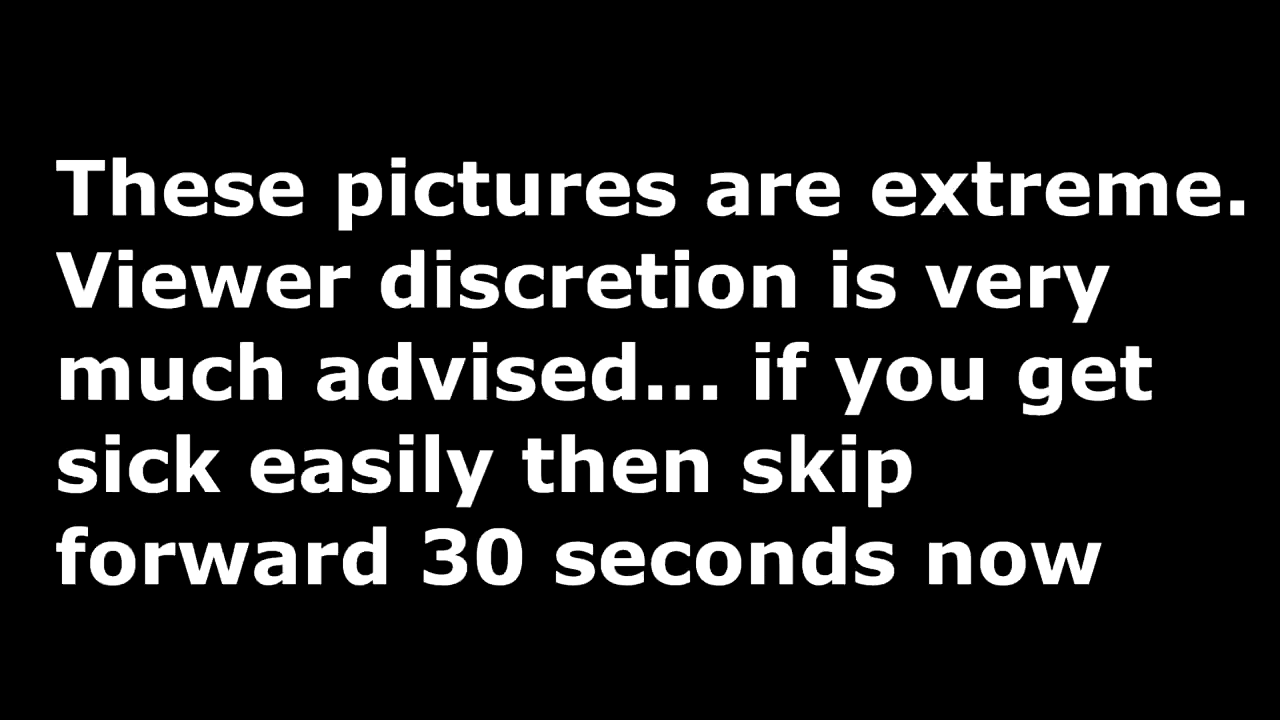 These pictures are extreme.
Viewer discretion is very
much advised... if you get
sick easily then skip
forward 30 seconds now